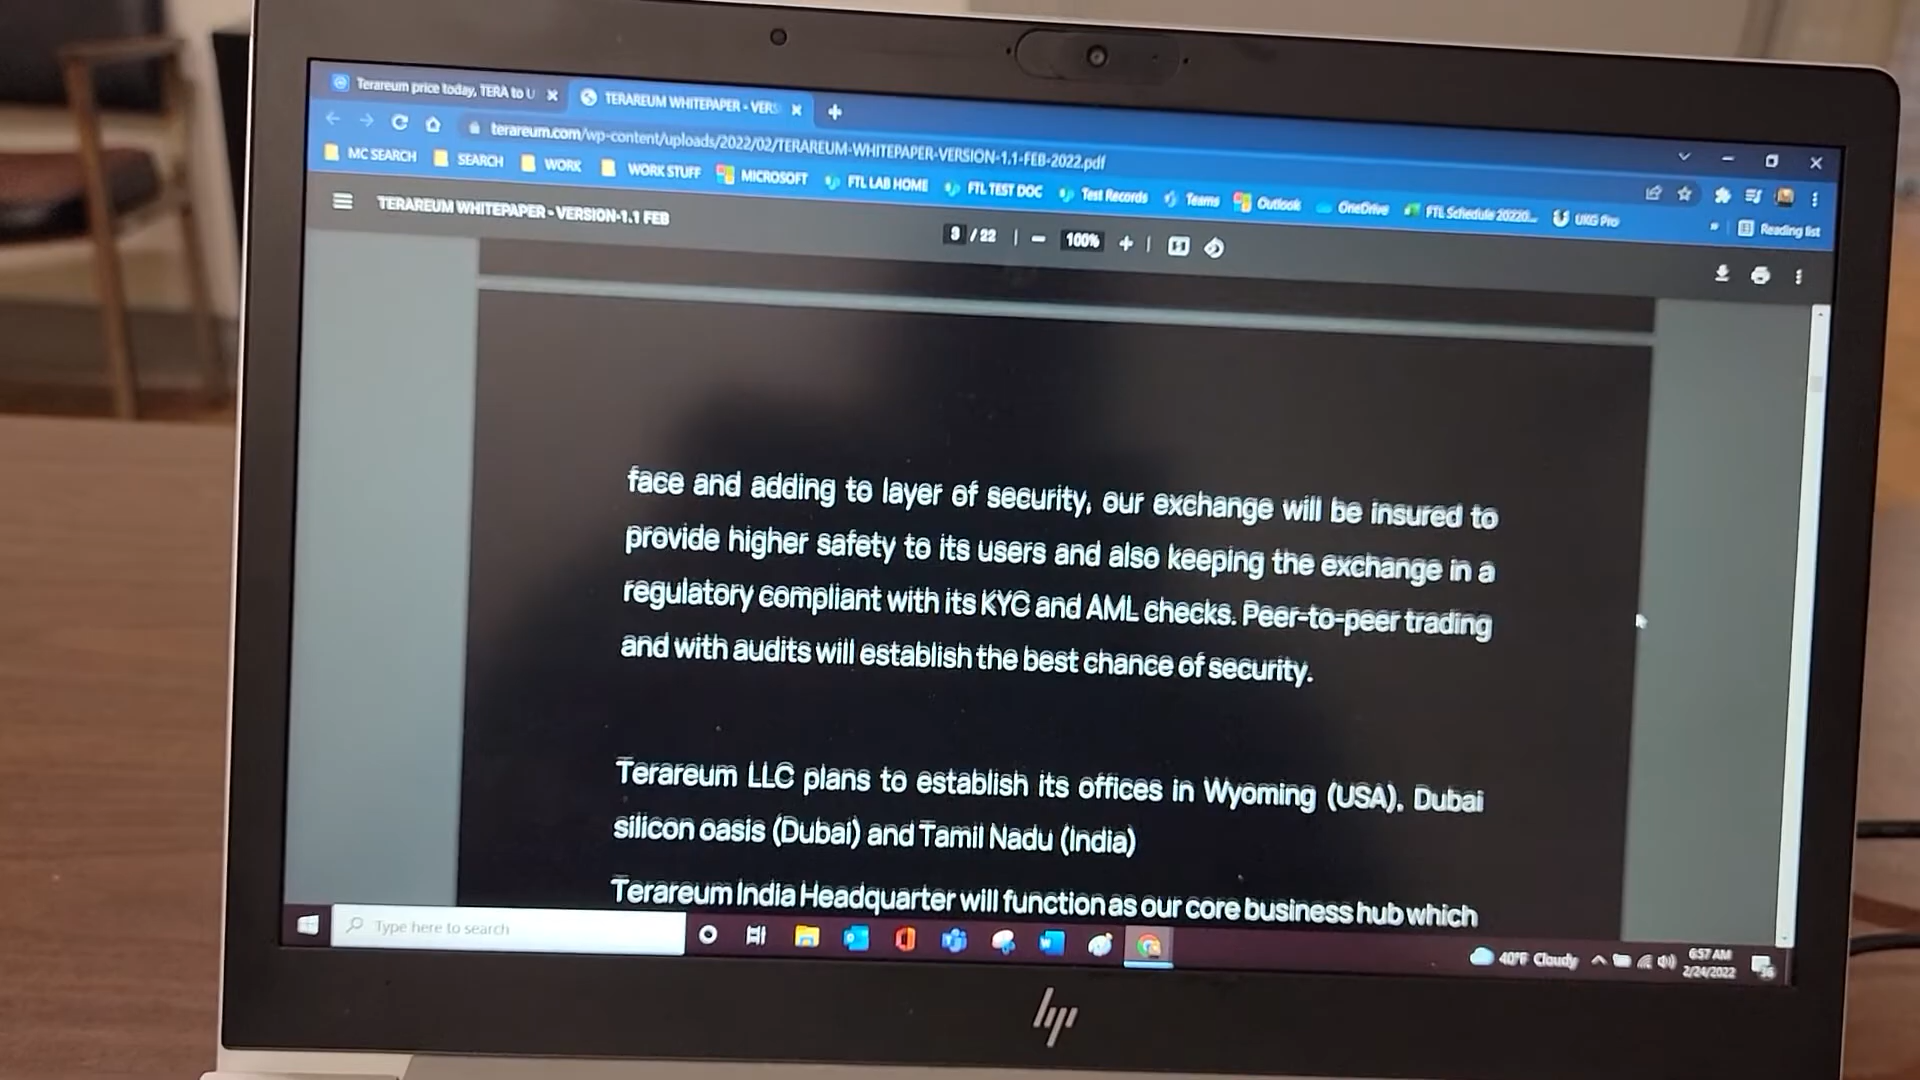 Terareum price today, TERA to U
TERAREUM WHITEPAPER - VERS
terareum.com/wp-content/uploads/2022/02/TERAREUM-WHITEPAPER-VERSION-1.1-FEB-2022.pdf
MC SEARCH SEARCH WORK WORK STUFF MICROSOFT FTL LAB HOME FTL TEST DOC Test Records Teams Outlook OneDrive FTL Schedule 20220... UKG Pro » Reading list
TERAREUM WHITEPAPER - VERSION-1.1 FEB
3 / 22 | − 100% + |
face and adding to layer of security, our exchange will be insured to
provide higher safety to its users and also keeping the exchange in a
regulatory compliant with its KYC and AML checks. Peer-to-peer trading
and with audits will establish the best chance of security.
Terareum LLC plans to establish its offices in Wyoming (USA), Dubai
silicon oasis (Dubai) and Tamil Nadu (India)
Terareum India Headquarter will function as our core business hub which
Type here to search
40°F Cloudy
6:57 AM
2/24/2022
hp